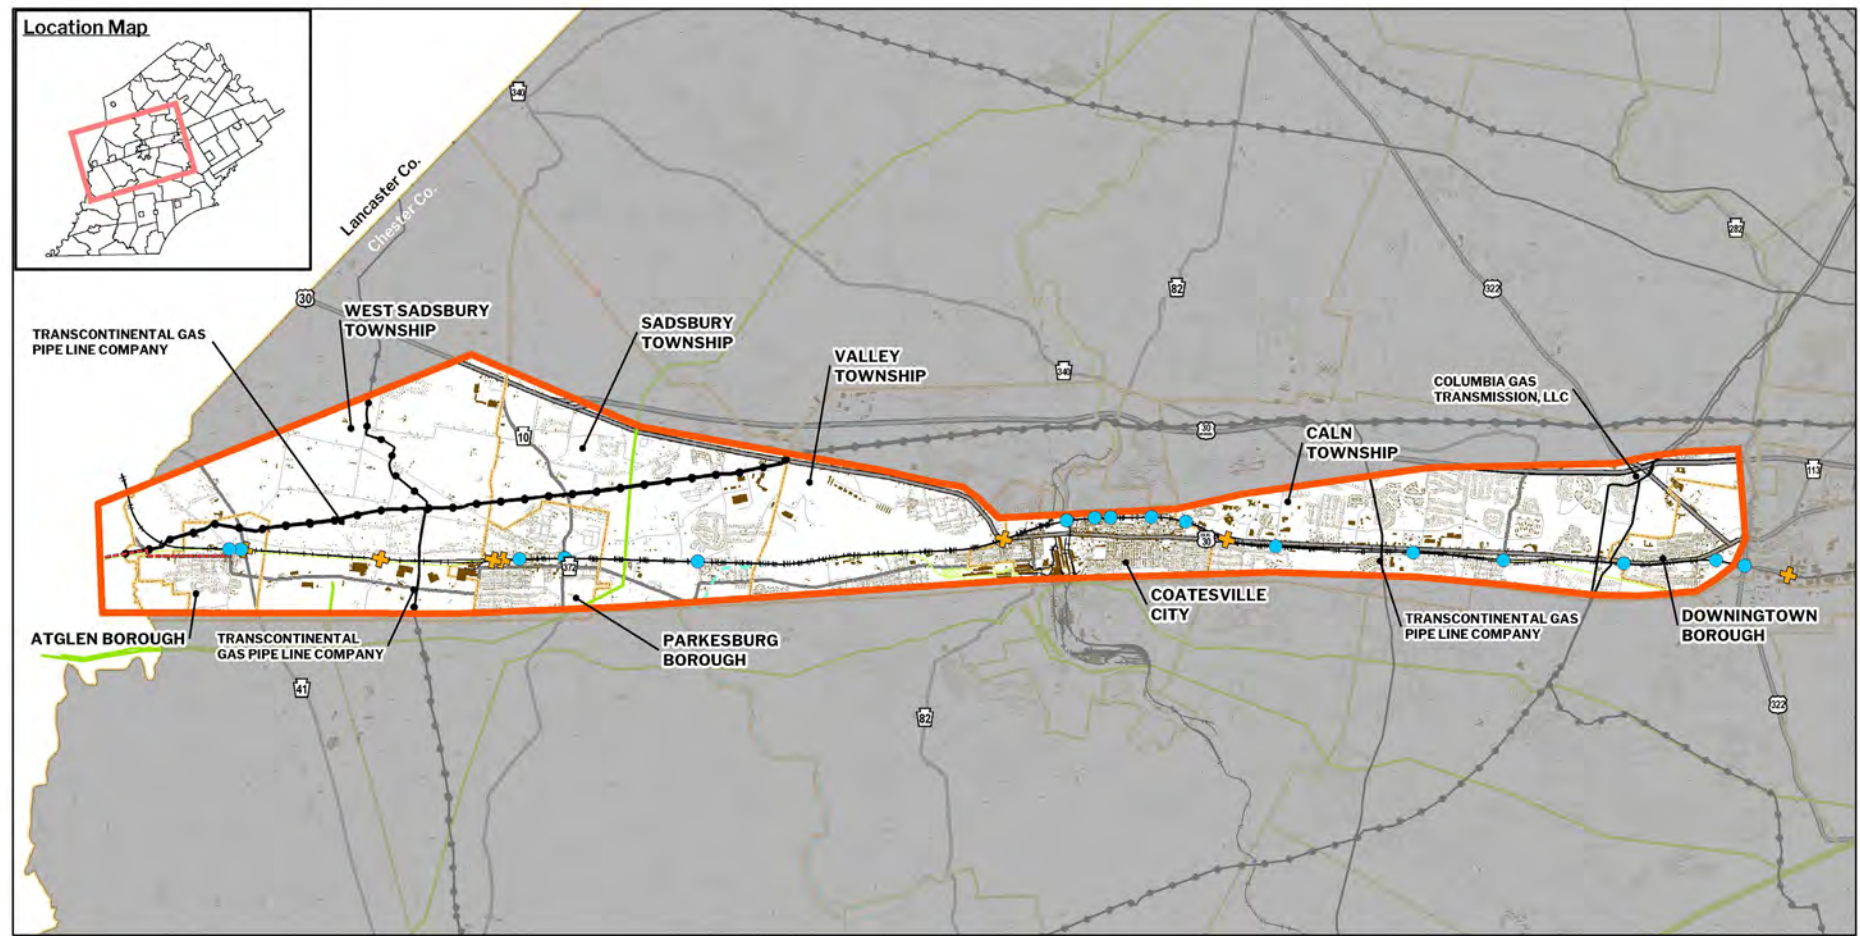 Location Map
340
Lancaster Co.
Chester Co.
282
30
82
322
WEST SADSBURY
TOWNSHIP
TRANSCONTINENTAL GAS
PIPE LINE COMPANY
SADSBURY
TOWNSHIP
VALLEY
TOWNSHIP
340
COLUMBIA GAS
TRANSMISSION, LLC
10
30
CALN
TOWNSHIP
113
30
372
COATESVILLE
CITY
ATGLEN BOROUGH
TRANSCONTINENTAL
GAS PIPE LINE COMPANY
PARKESBURG
BOROUGH
TRANSCONTINENTAL GAS
PIPE LINE COMPANY
DOWNINGTOWN
BOROUGH
41
82
322